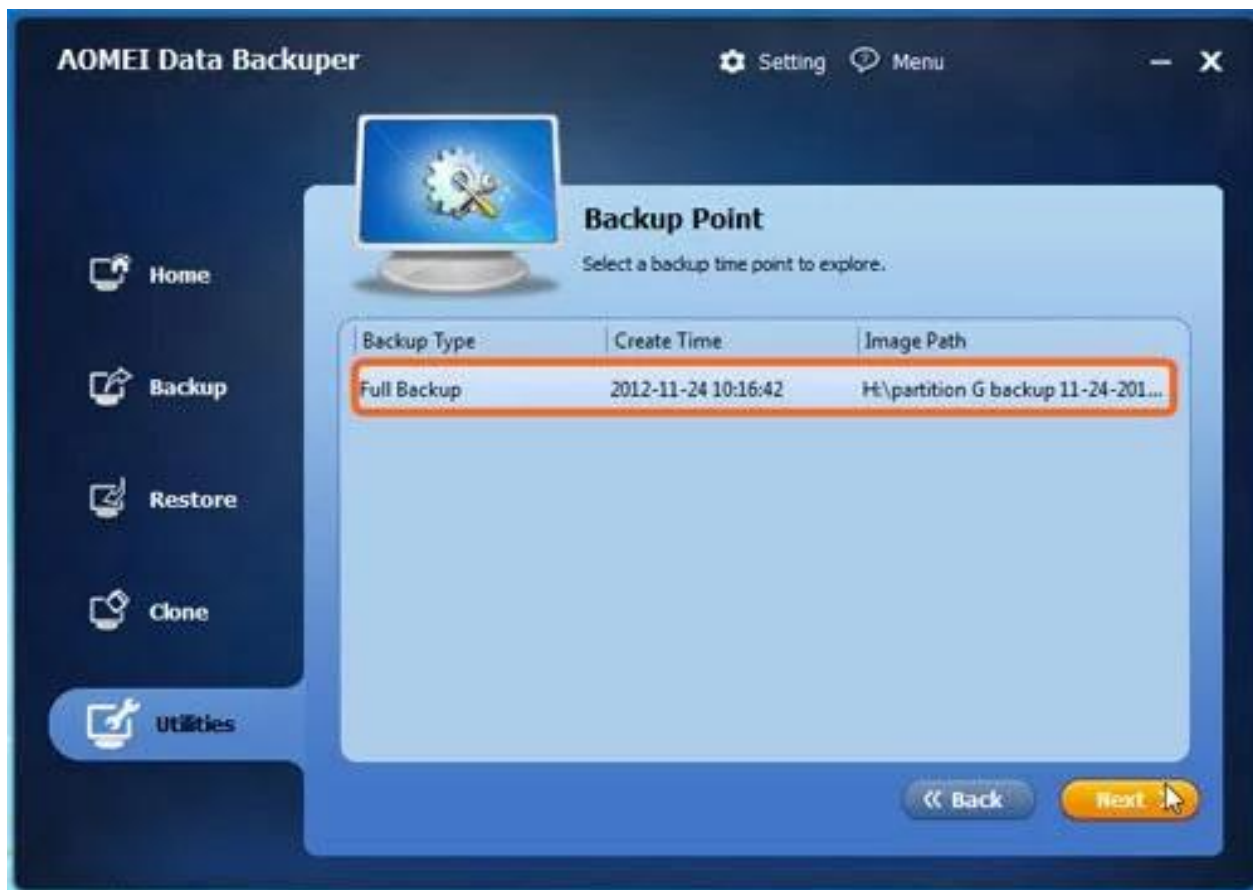 AOMEI Data Backuper
Setting Menu
Backup Point
Select a backup time point to explore.
Home
Backup
Restore
Clone
Utilities
Backup Type Create Time Image Path
Full Backup 2012-11-24 10:16:42 H:\partition G backup 11-24-201...
« Back Next »